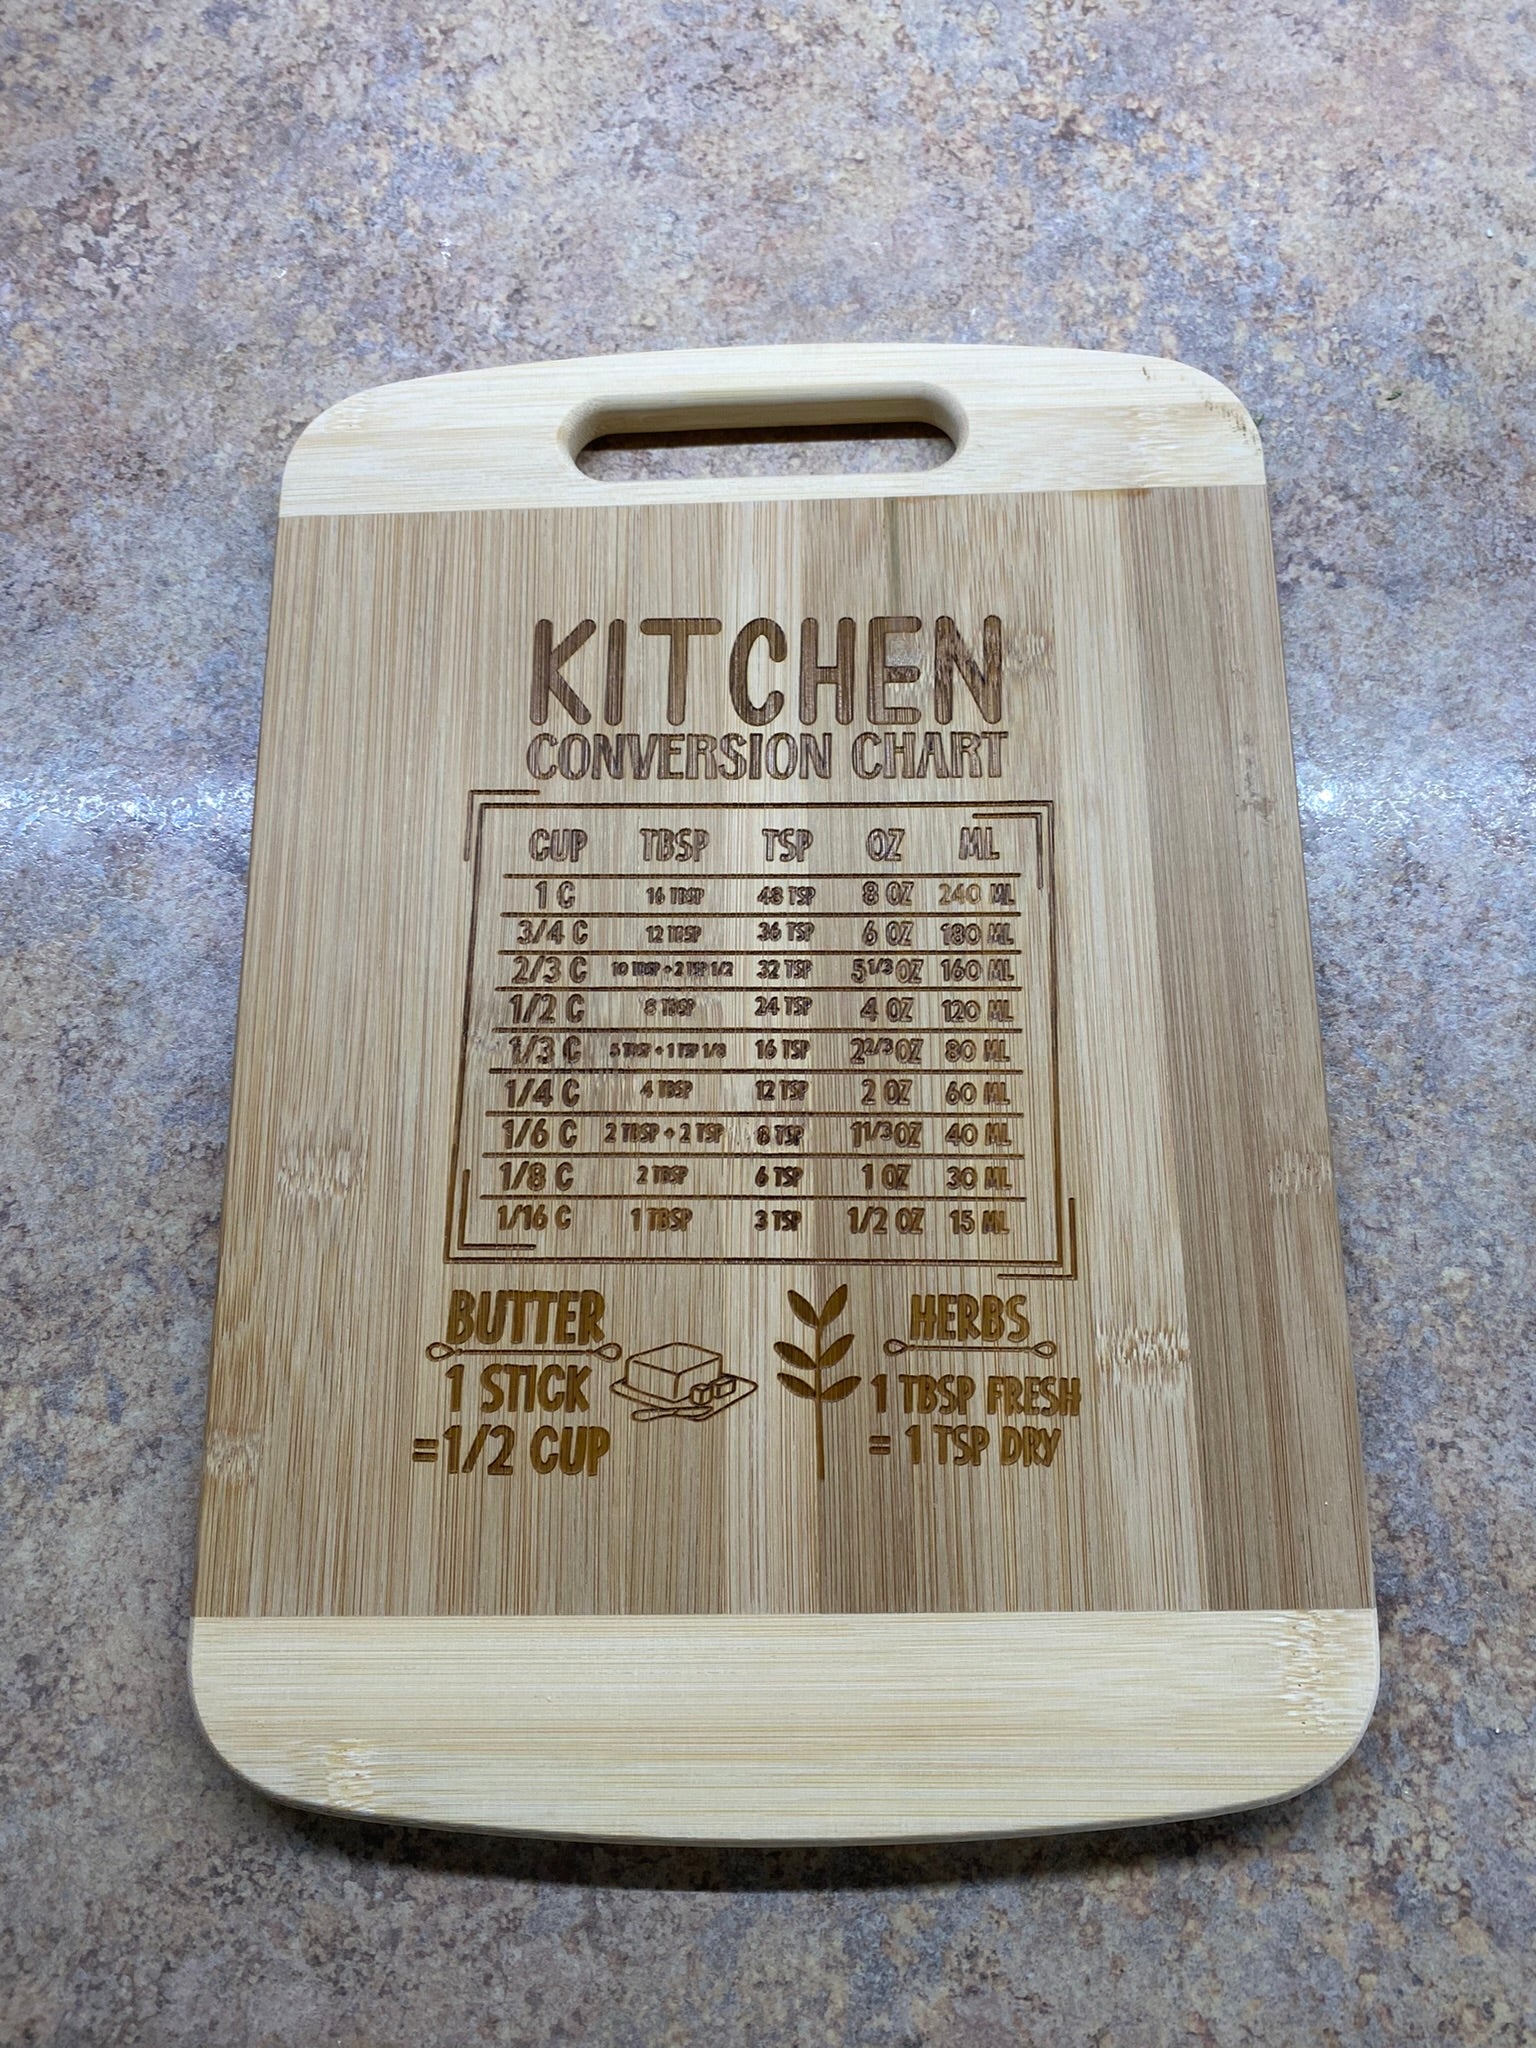 KITCHEN
CONVERSION CHART
CUP TBSP TSP OZ ML
1 C 16 TBSP 48 TSP 8 OZ 240 ML
3/4 C 12 TBSP 36 TSP 6 OZ 180 ML
2/3 C 10 TBSP + 2 TSP 1/2 32 TSP 5 1/3 OZ 160 ML
1/2 C 8 TBSP 24 TSP 4 OZ 120 ML
1/3 C 5 TBSP + 1 TSP 1/8 16 TSP 2 2/3 OZ 80 ML
1/4 C 4 TBSP 12 TSP 2 OZ 60 ML
1/6 C 2 TBSP + 2 TSP 8 TSP 1 1/3 OZ 40 ML
1/8 C 2 TBSP 6 TSP 1 OZ 30 ML
1/16 C 1 TBSP 3 TSP 1/2 OZ 15 ML
BUTTER
1 STICK
=1/2 CUP
HERBS
1 TBSP FRESH
= 1 TSP DRY